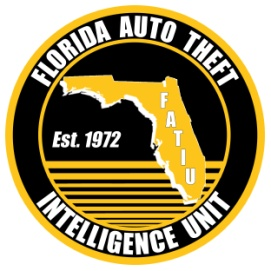 FLORIDA AUTO THEFT
Est. 1972
FATIU
INTELLIGENCE UNIT